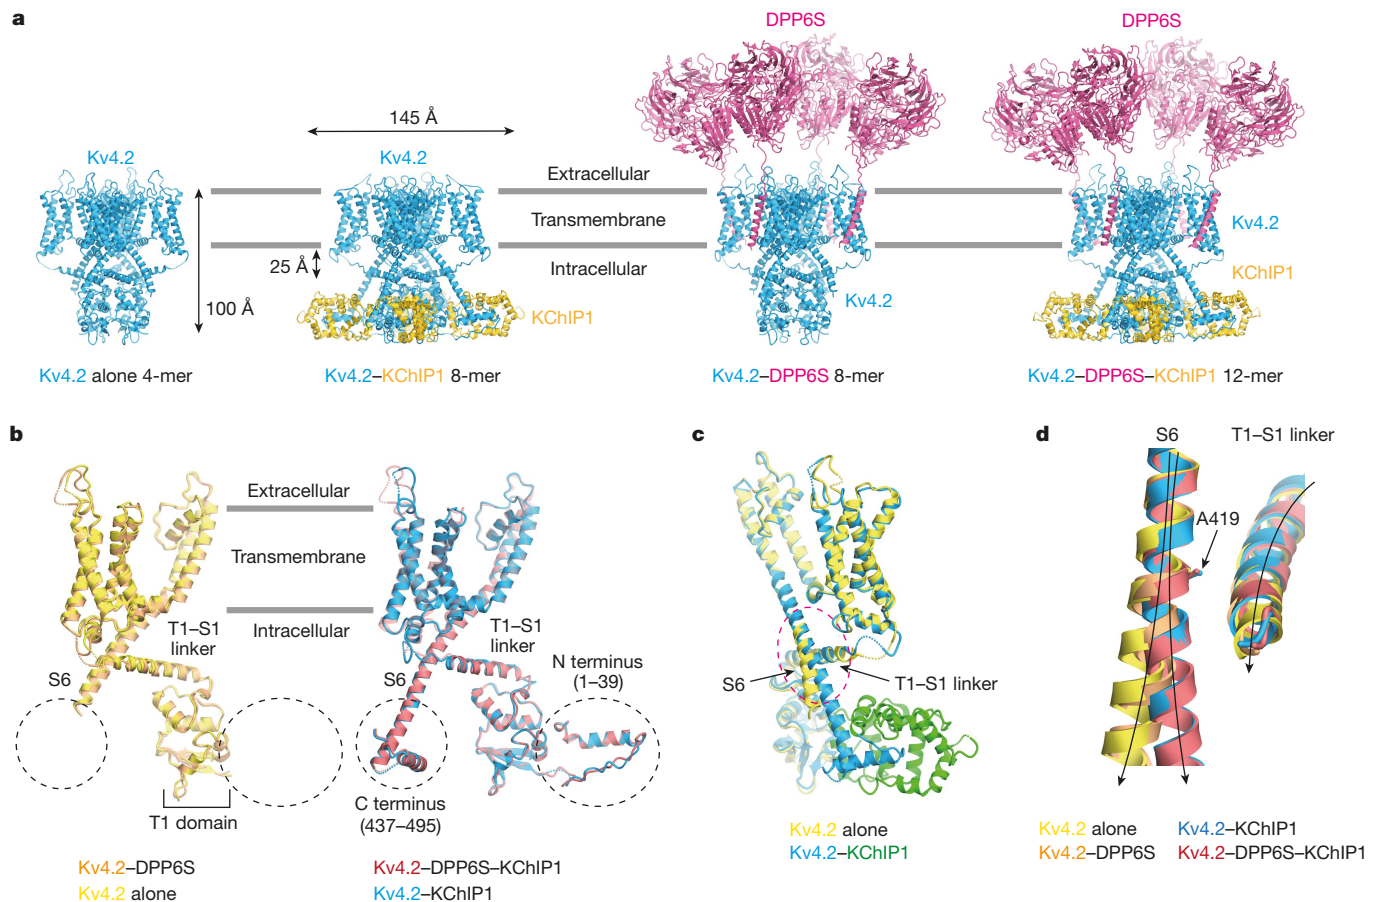 a
DPP6S
DPP6S
145 Å
Kv4.2
Kv4.2
Extracellular
Transmembrane
Kv4.2
25 Å
Intracellular
KChIP1
100 Å
Kv4.2
KChIP1
Kv4.2 alone 4-mer
Kv4.2–KChIP1 8-mer
Kv4.2–DPP6S 8-mer
Kv4.2–DPP6S–KChIP1 12-mer
b
Extracellular
Transmembrane
Intracellular
T1–S1
linker
S6
T1 domain
T1–S1
linker
S6
N terminus
(1–39)
C terminus
(437–495)
Kv4.2–DPP6S
Kv4.2 alone
Kv4.2–DPP6S–KChIP1
Kv4.2–KChIP1
c
S6
T1–S1 linker
Kv4.2 alone
Kv4.2–KChIP1
d
S6
T1–S1 linker
A419
Kv4.2 alone
Kv4.2–DPP6S
Kv4.2–KChIP1
Kv4.2–DPP6S–KChIP1